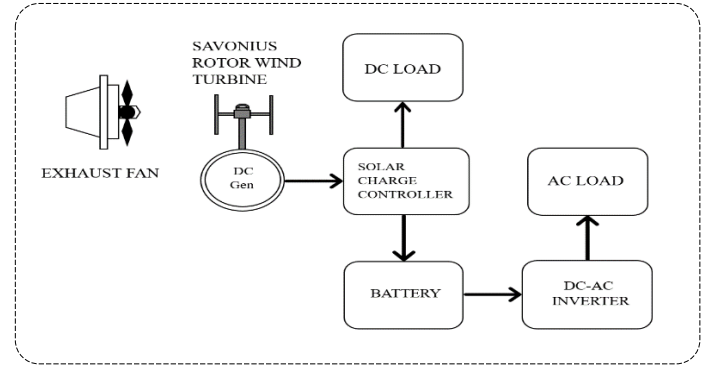 SAVONIUS
ROTOR WIND
TURBINE
EXHAUST FAN
DC
Gen
DC LOAD
SOLAR
CHARGE
CONTROLLER
AC LOAD
BATTERY
DC-AC
INVERTER